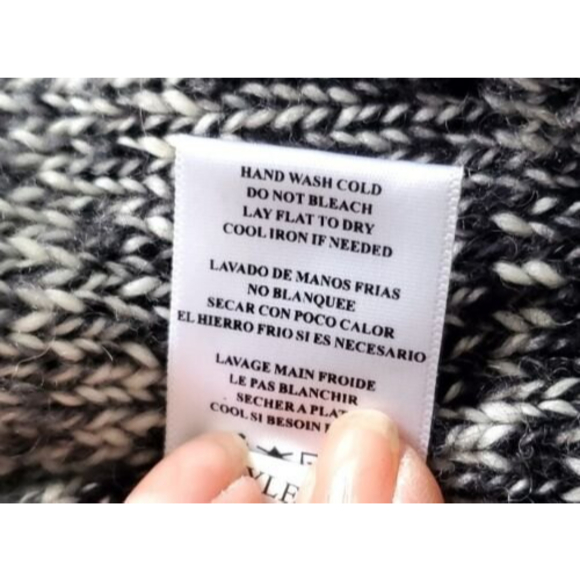 HAND WASH COLD
DO NOT BLEACH
LAY FLAT TO DRY
COOL IRON IF NEEDED
LAVADO DE MANOS FRIAS
NO BLANQUEE
SECAR CON POCO CALOR
EL HIERRO FRIO SI ES NECESARIO
LAVAGE MAIN FROIDE
LE PAS BLANCHIR
SECHER A
COOL SI BESOIN